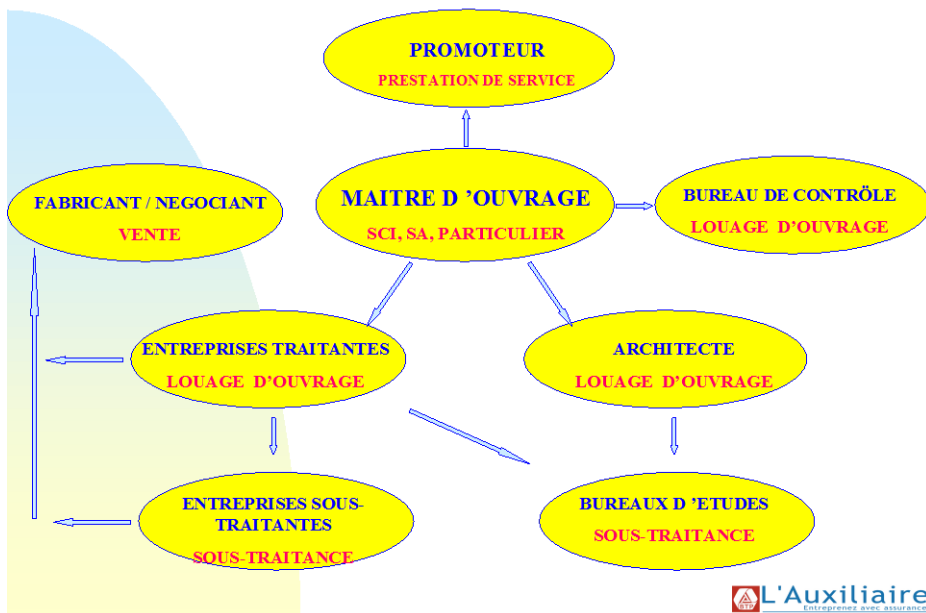 PROMOTEUR
PRESTATION DE SERVICE
FABRICANT / NEGOCIANT
VENTE
MAITRE D ’OUVRAGE
SCI, SA, PARTICULIER
BUREAU DE CONTRÔLE
LOUAGE D’OUVRAGE
ENTREPRISES TRAITANTES
LOUAGE D’OUVRAGE
ARCHITECTE
LOUAGE D’OUVRAGE
ENTREPRISES SOUS-
TRAITANTES
SOUS-TRAITANCE
BUREAUX D ’ETUDES
SOUS-TRAITANCE
BTP
L'Auxiliaire
Entreprenez avec assurance